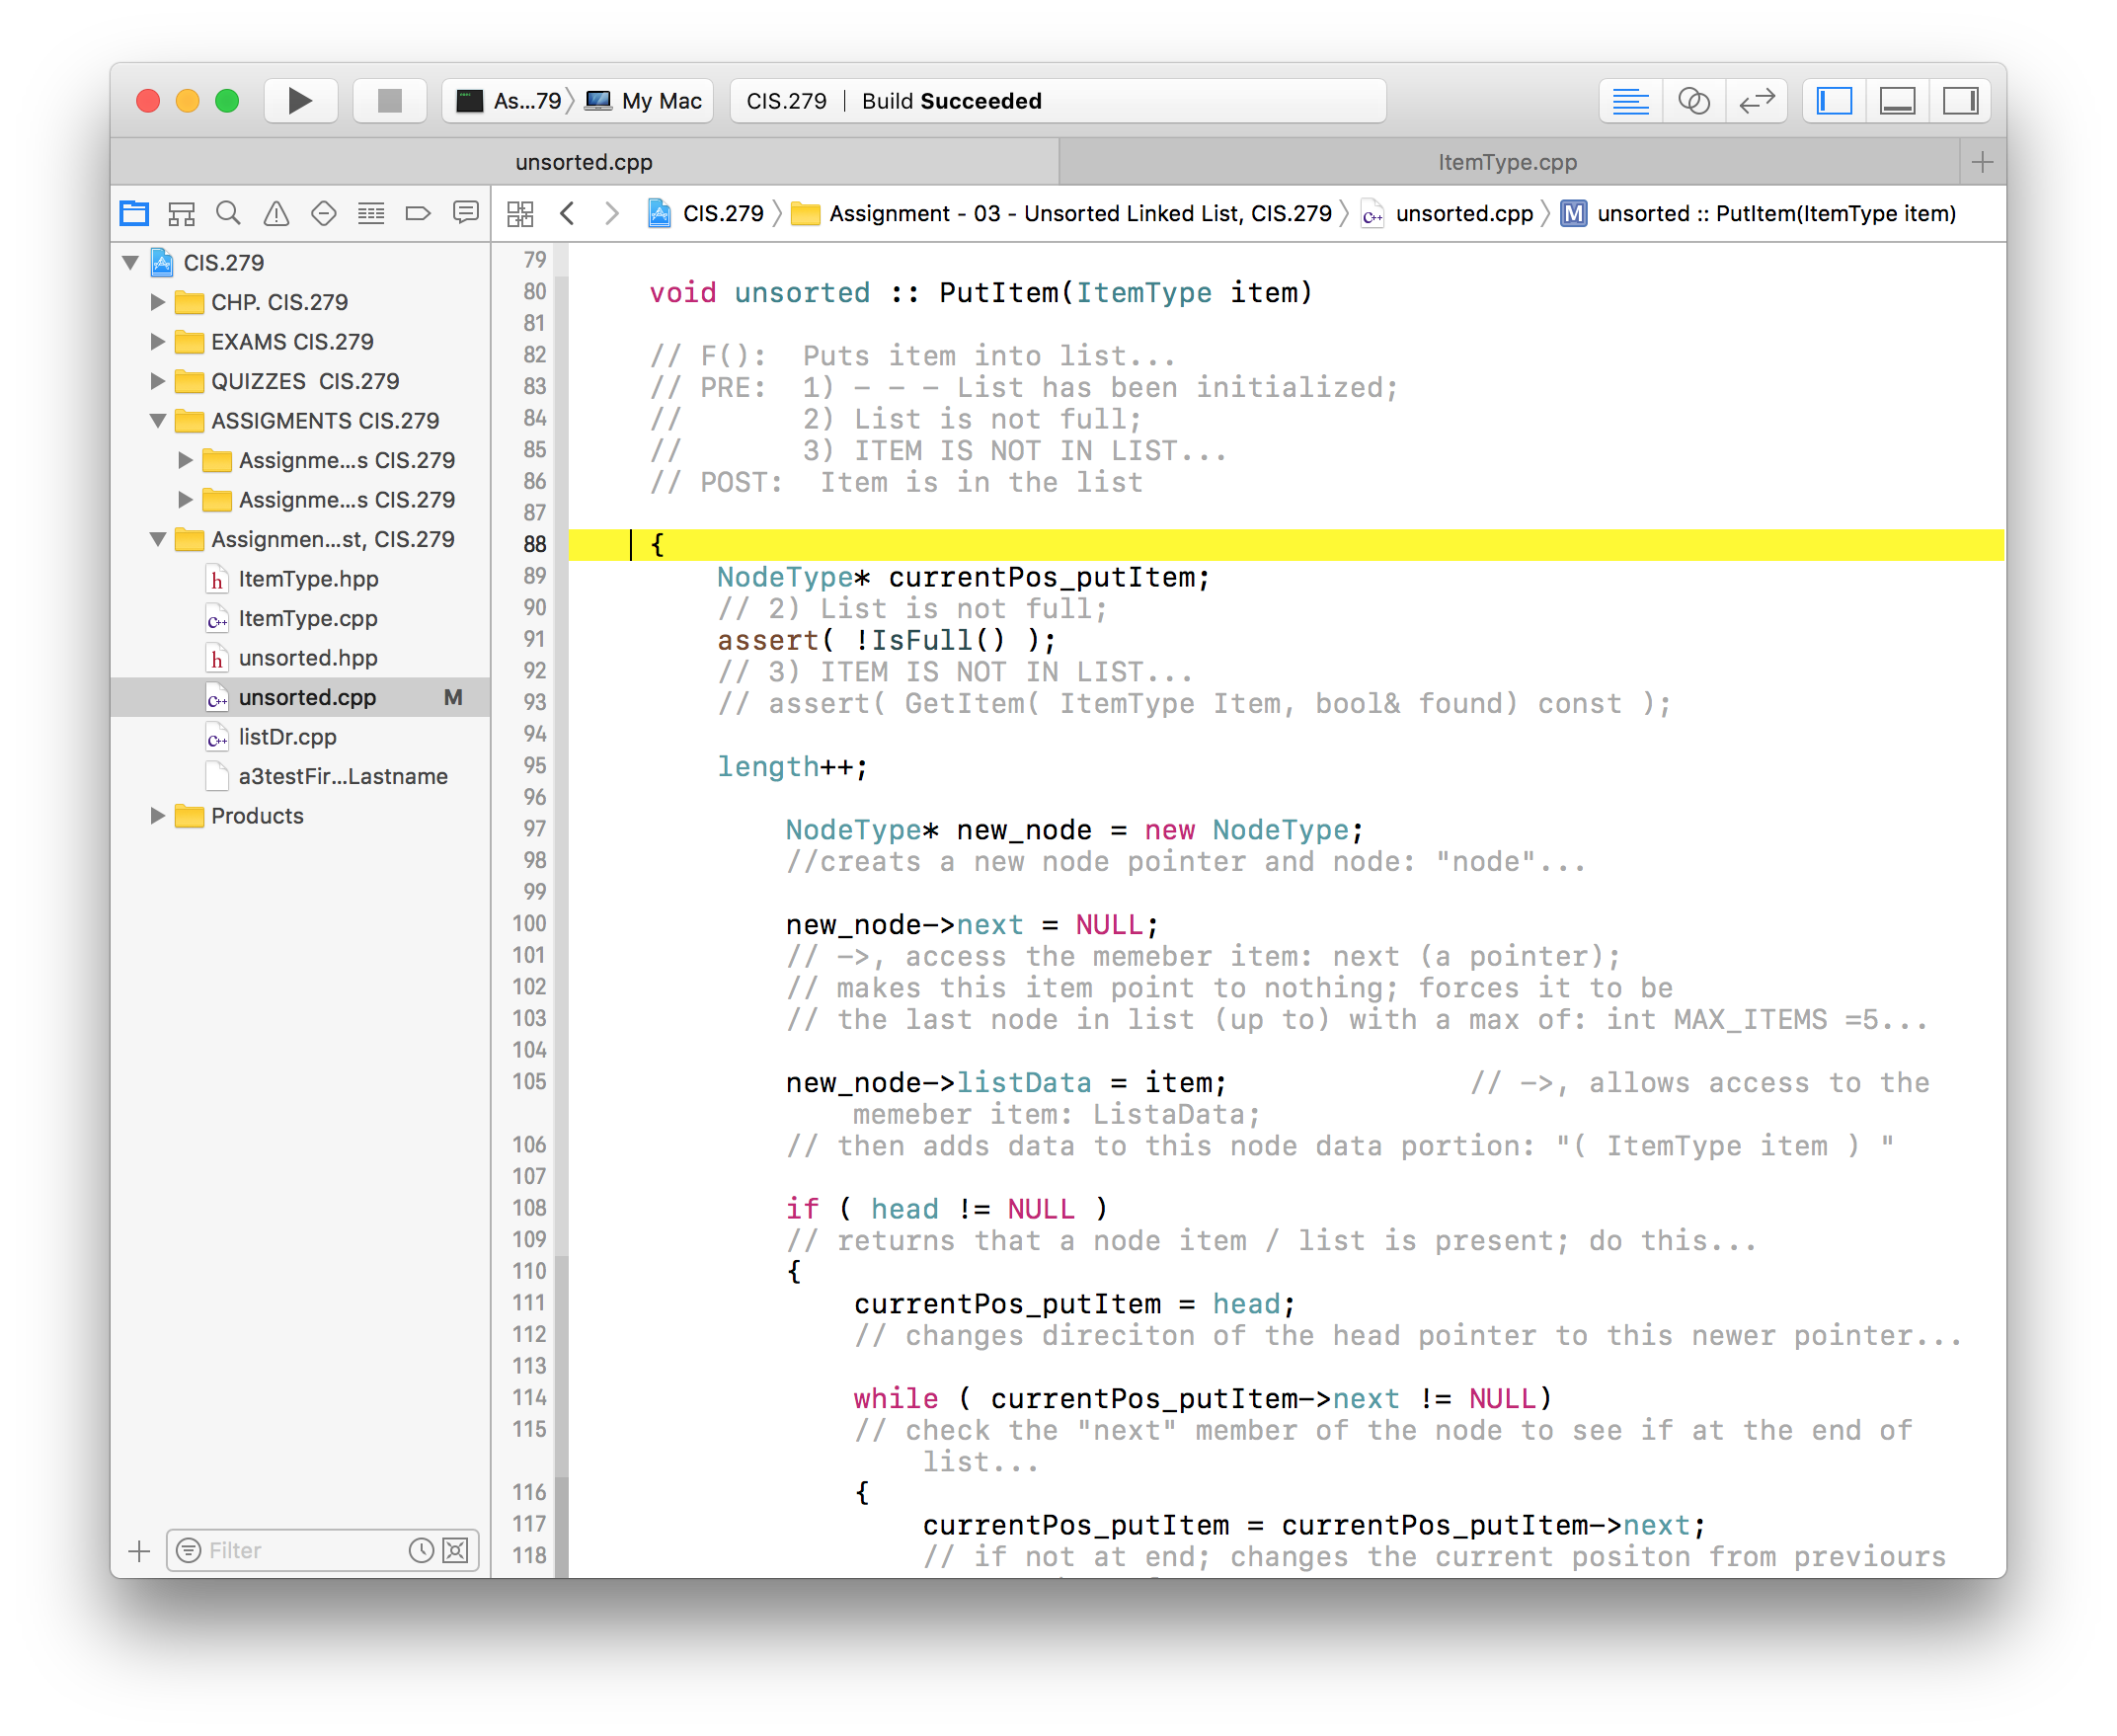 As...79 My Mac CIS.279 | Build Succeeded
unsorted.cpp ItemType.cpp
CIS.279 Assignment - 03 - Unsorted Linked List, CIS.279 unsorted.cpp M unsorted :: PutItem(ItemType item)
CIS.279
CHP. CIS.279
EXAMS CIS.279
QUIZZES  CIS.279
ASSIGMENTS CIS.279
Assignme...s CIS.279
Assignme...s CIS.279
Assignmen...st, CIS.279
h ItemType.hpp
C++ ItemType.cpp
h unsorted.hpp
C++ unsorted.cpp M
C++ listDr.cpp
a3testFir...Lastname
Products
Filter
79
80 void unsorted :: PutItem(ItemType item)
81
82 // F():  Puts item into list...
83 // PRE:  1) - - - List has been initialized;
84 //       2) List is not full;
85 //       3) ITEM IS NOT IN LIST...
86 // POST:  Item is in the list
87
88 {
89 NodeType* currentPos_putItem;
90 // 2) List is not full;
91 assert( !IsFull() );
92 // 3) ITEM IS NOT IN LIST...
93 // assert( GetItem( ItemType Item, bool& found) const );
94
95 length++;
96
97 NodeType* new_node = new NodeType;
98 //creats a new node pointer and node: "node"...
99
100 new_node->next = NULL;
101 // ->, access the memeber item: next (a pointer);
102 // makes this item point to nothing; forces it to be
103 // the last node in list (up to) with a max of: int MAX_ITEMS =5...
104
105 new_node->listData = item; // ->, allows access to the
memeber item: ListaData;
106 // then adds data to this node data portion: "( ItemType item ) "
107
108 if ( head != NULL )
109 // returns that a node item / list is present; do this...
110 {
111 currentPos_putItem = head;
112 // changes direciton of the head pointer to this newer pointer...
113
114 while ( currentPos_putItem->next != NULL)
115 // check the "next" member of the node to see if at the end of
list...
116 {
117 currentPos_putItem = currentPos_putItem->next;
118 // if not at end; changes the current positon from previours